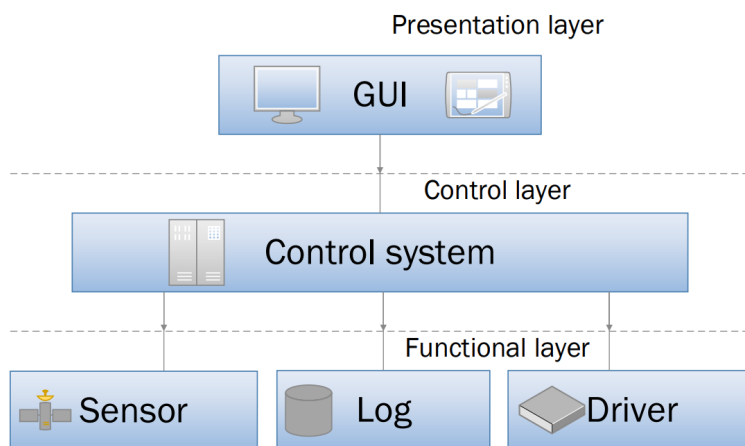 Presentation layer
GUI
Control layer
Control system
Functional layer
Sensor
Log
Driver